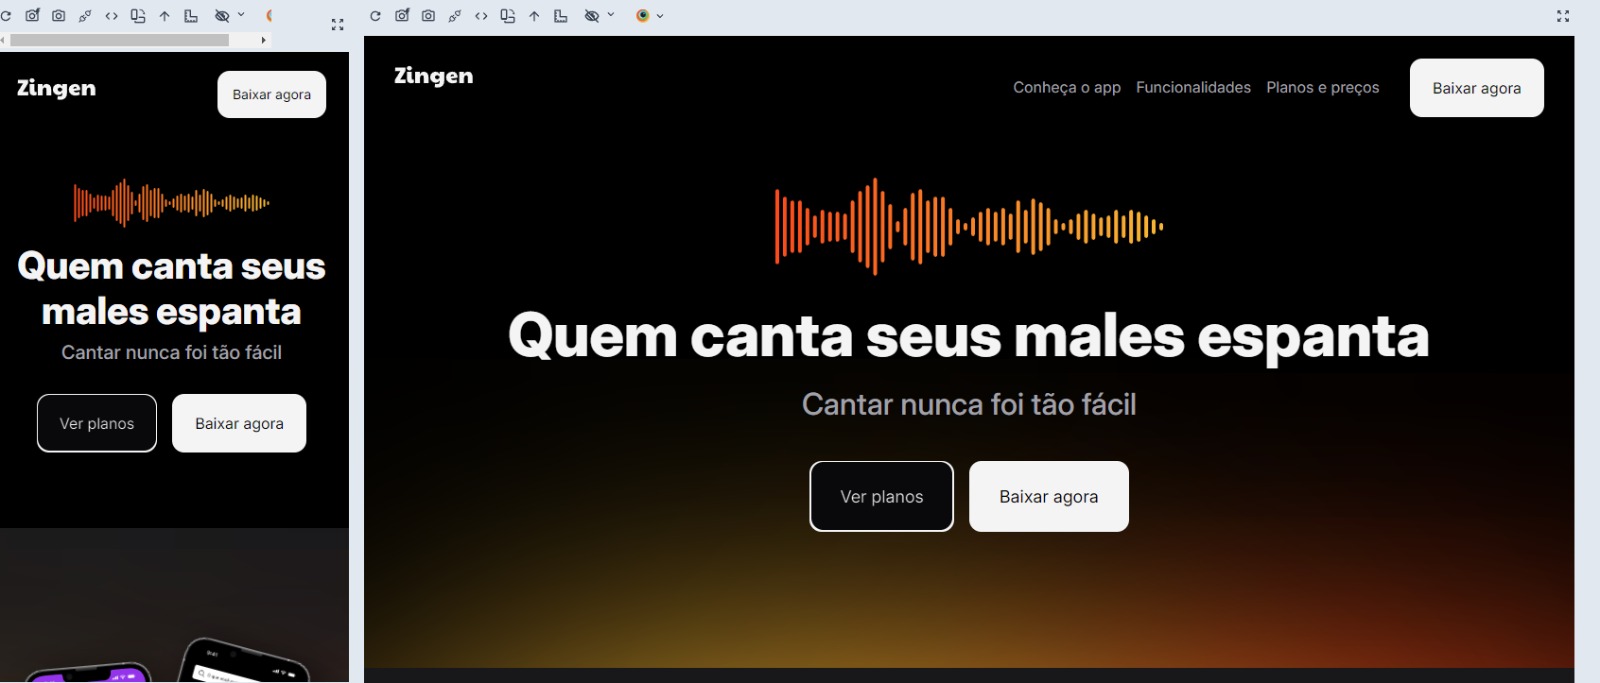 Zingen
Baixar agora
Quem canta seus
males espanta
Cantar nunca foi tão fácil
Ver planos
Baixar agora
9:41
Zingen
Conheça o app
Funcionalidades
Planos e preços
Baixar agora
Quem canta seus males espanta
Cantar nunca foi tão fácil
Ver planos
Baixar agora